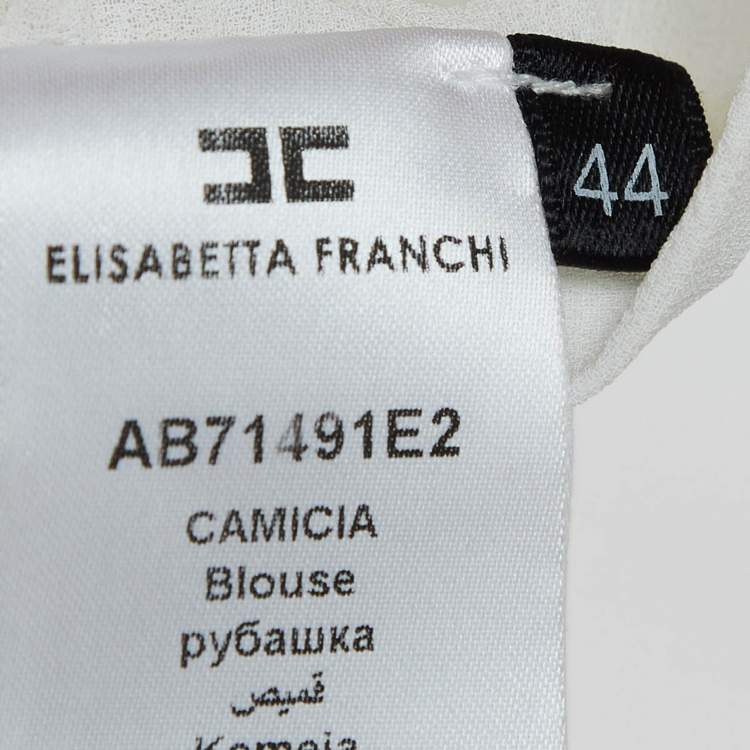 ELISABETTA FRANCHI
44
AB71491E2
CAMICIA
Blouse
рубашка
قميص